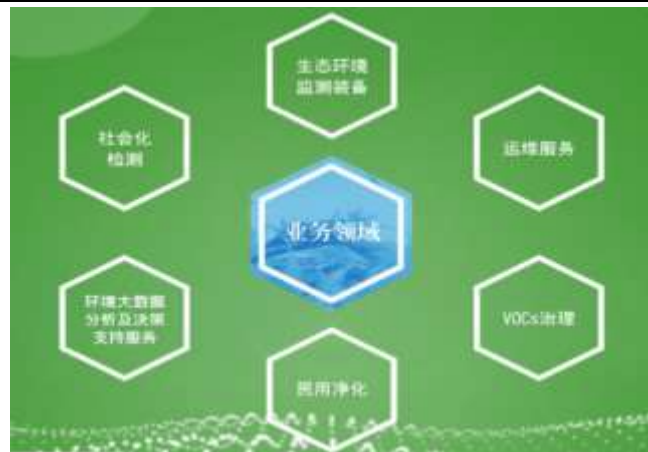 生态环境
监测装备
社会化
检测
运维服务
业务领域
环境大数据
分析及决策
支持服务
VOCs治理
民用净化